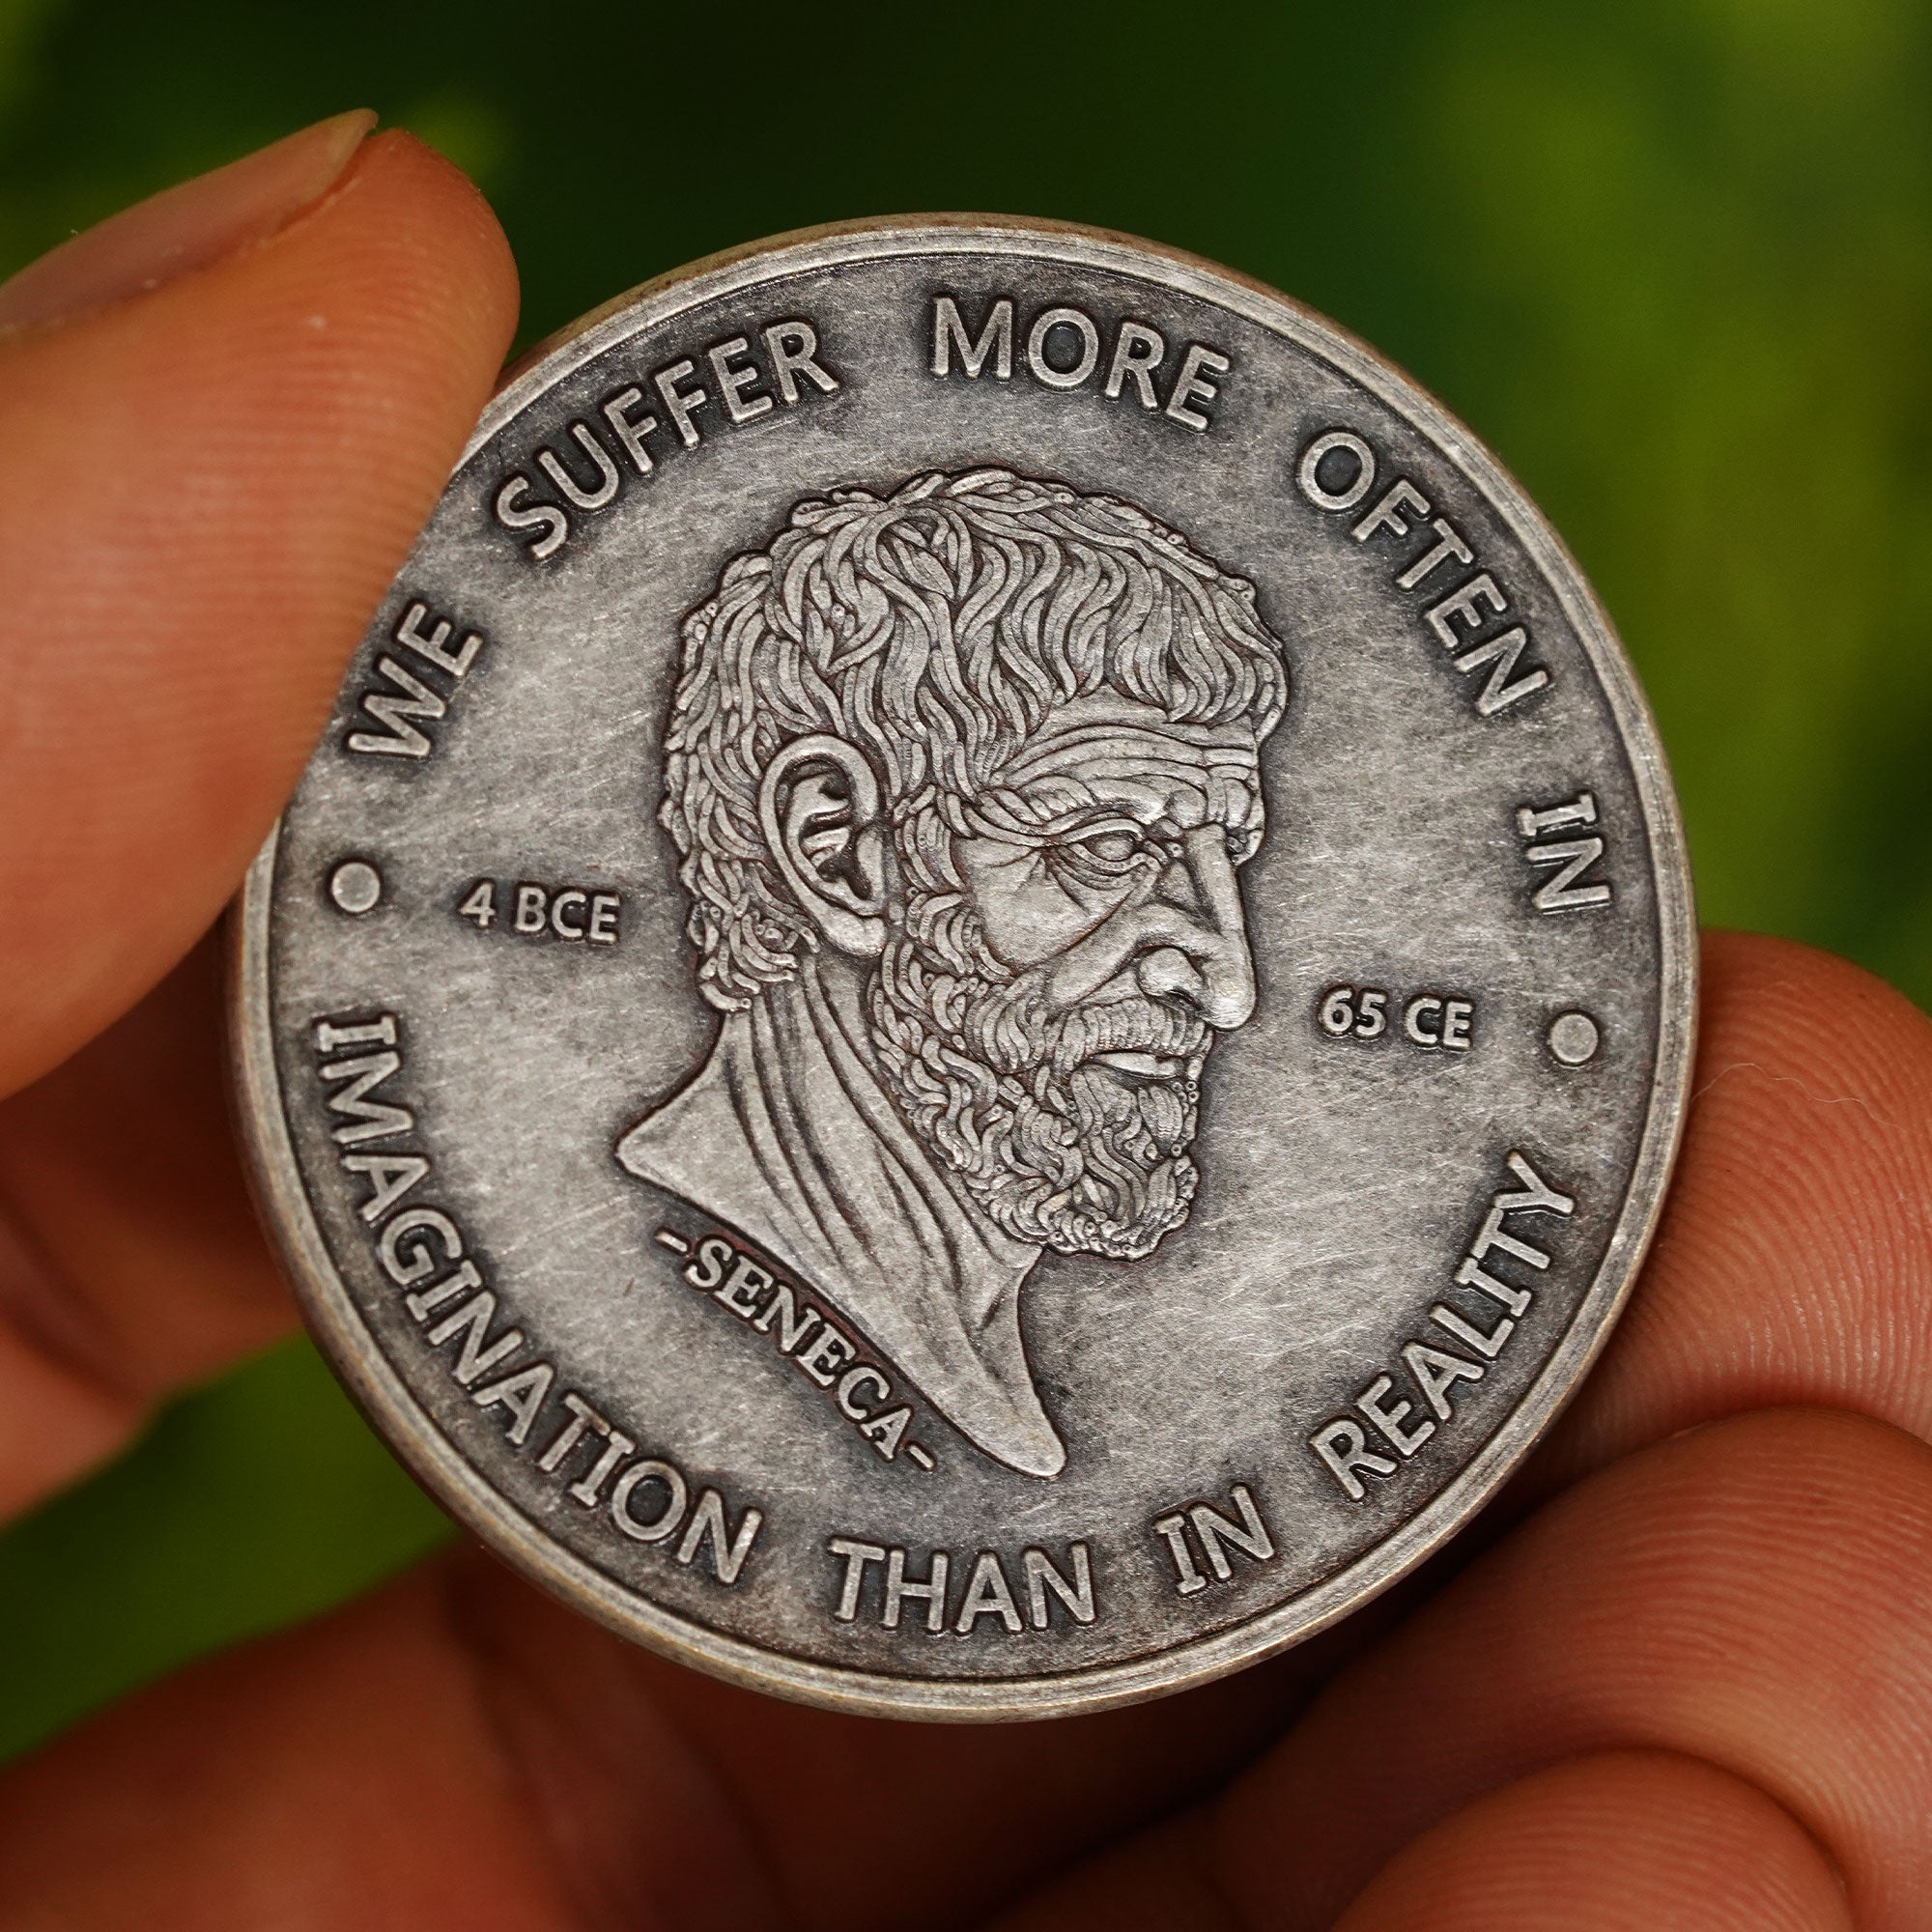 WE SUFFER MORE OFTEN IN
4 BCE
65 CE
-SENECA-
IMAGINATION THAN IN REALITY